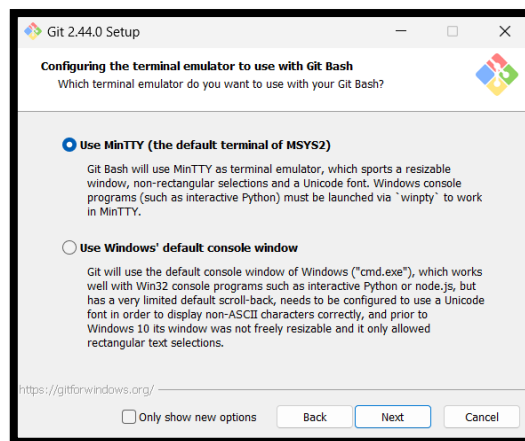 Git 2.44.0 Setup
Configuring the terminal emulator to use with Git Bash
Which terminal emulator do you want to use with your Git Bash?
Use MinTTY (the default terminal of MSYS2)
Git Bash will use MinTTY as terminal emulator, which sports a resizable
window, non-rectangular selections and a Unicode font. Windows console
programs (such as interactive Python) must be launched via `winpty` to work
in MinTTY.
Use Windows' default console window
Git will use the default console window of Windows ("cmd.exe"), which works
well with Win32 console programs such as interactive Python or node.js, but
has a very limited default scroll-back, needs to be configured to use a Unicode
font in order to display non-ASCII characters correctly, and prior to
Windows 10 its window was not freely resizable and it only allowed
rectangular text selections.
https://gitforwindows.org/
Only show new options
Back
Next
Cancel